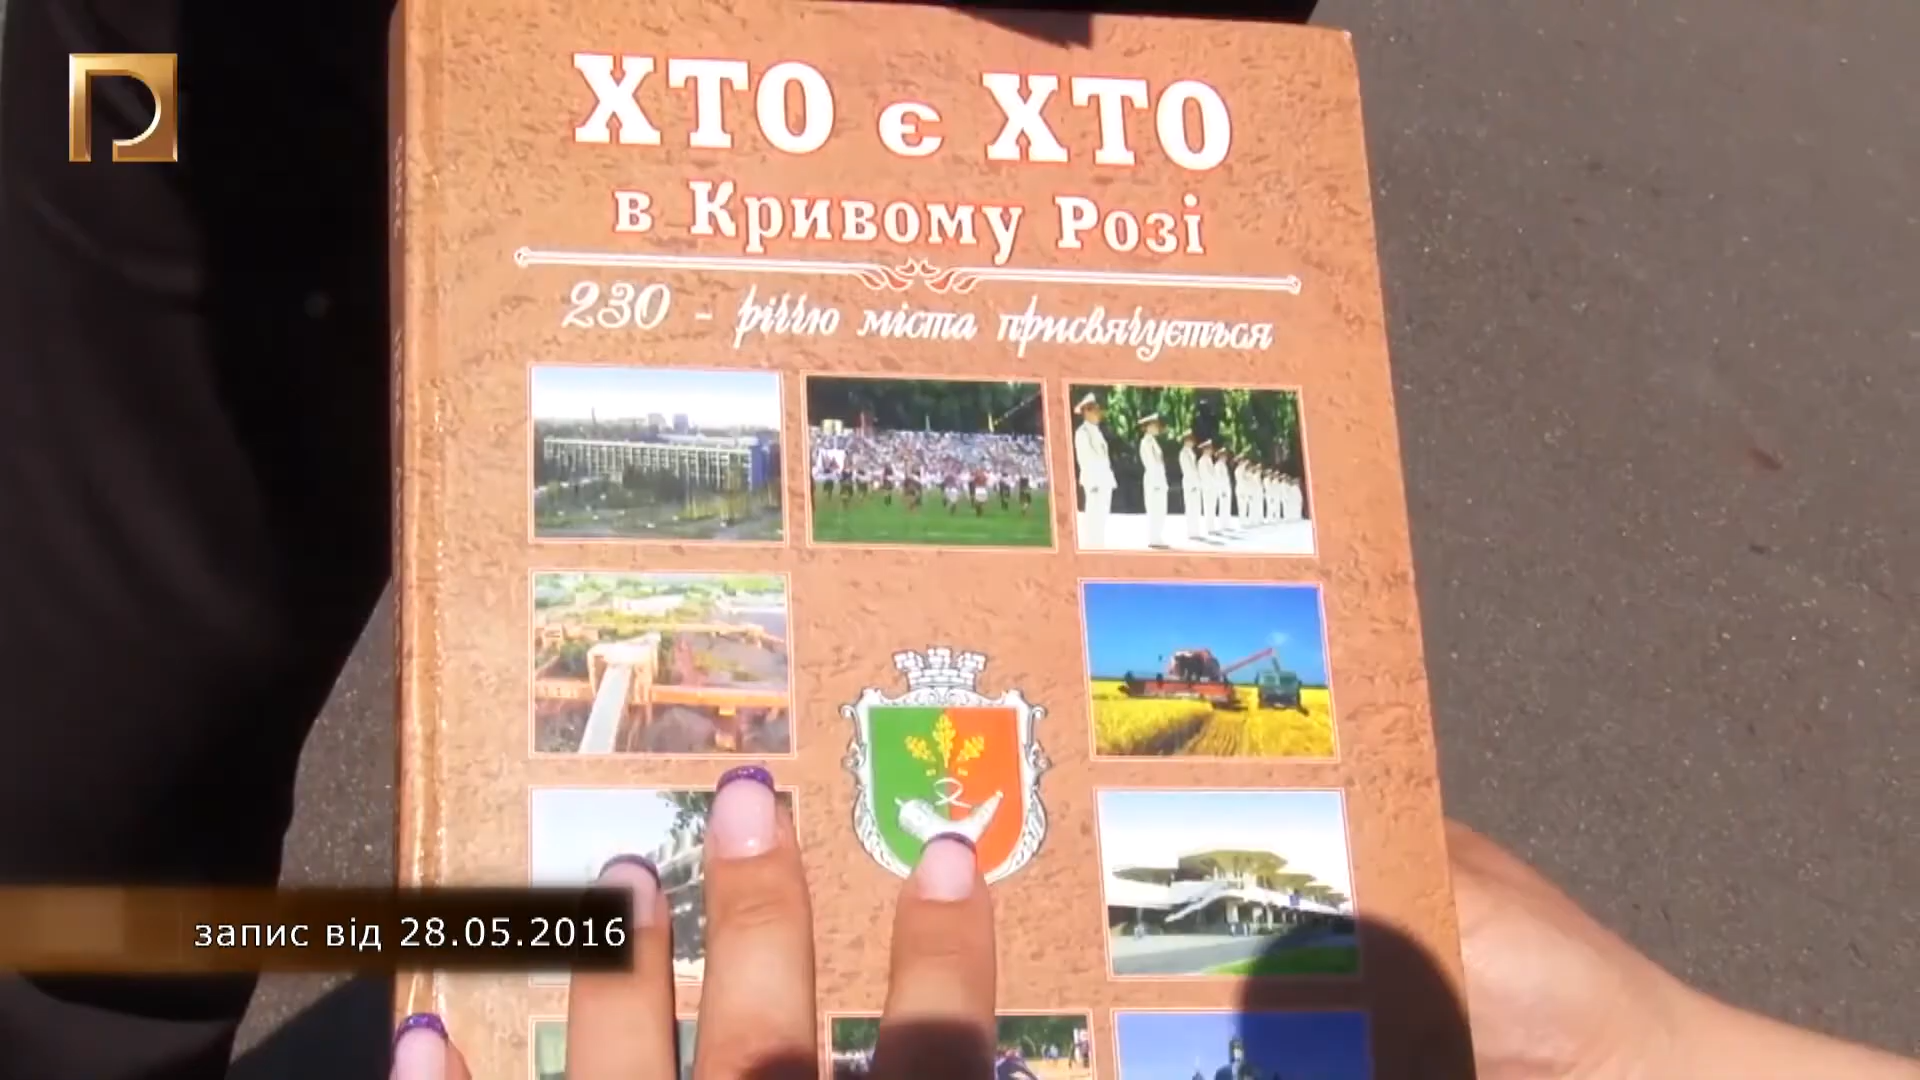 ХТО є ХТО
в Кривому Розі
230 - річчю міста присвячується
запис від 28.05.2016